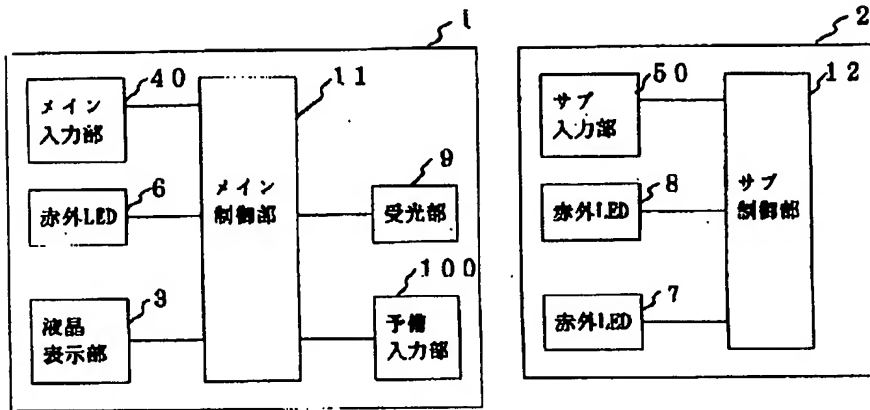 1
40
11
メイン
入力部
9
6
メイン
制御部
赤外LED
受光部
100
3
液晶
表示部
予備
入力部
2
50
12
サブ
入力部
8
サブ
制御部
赤外LED
7
赤外LED